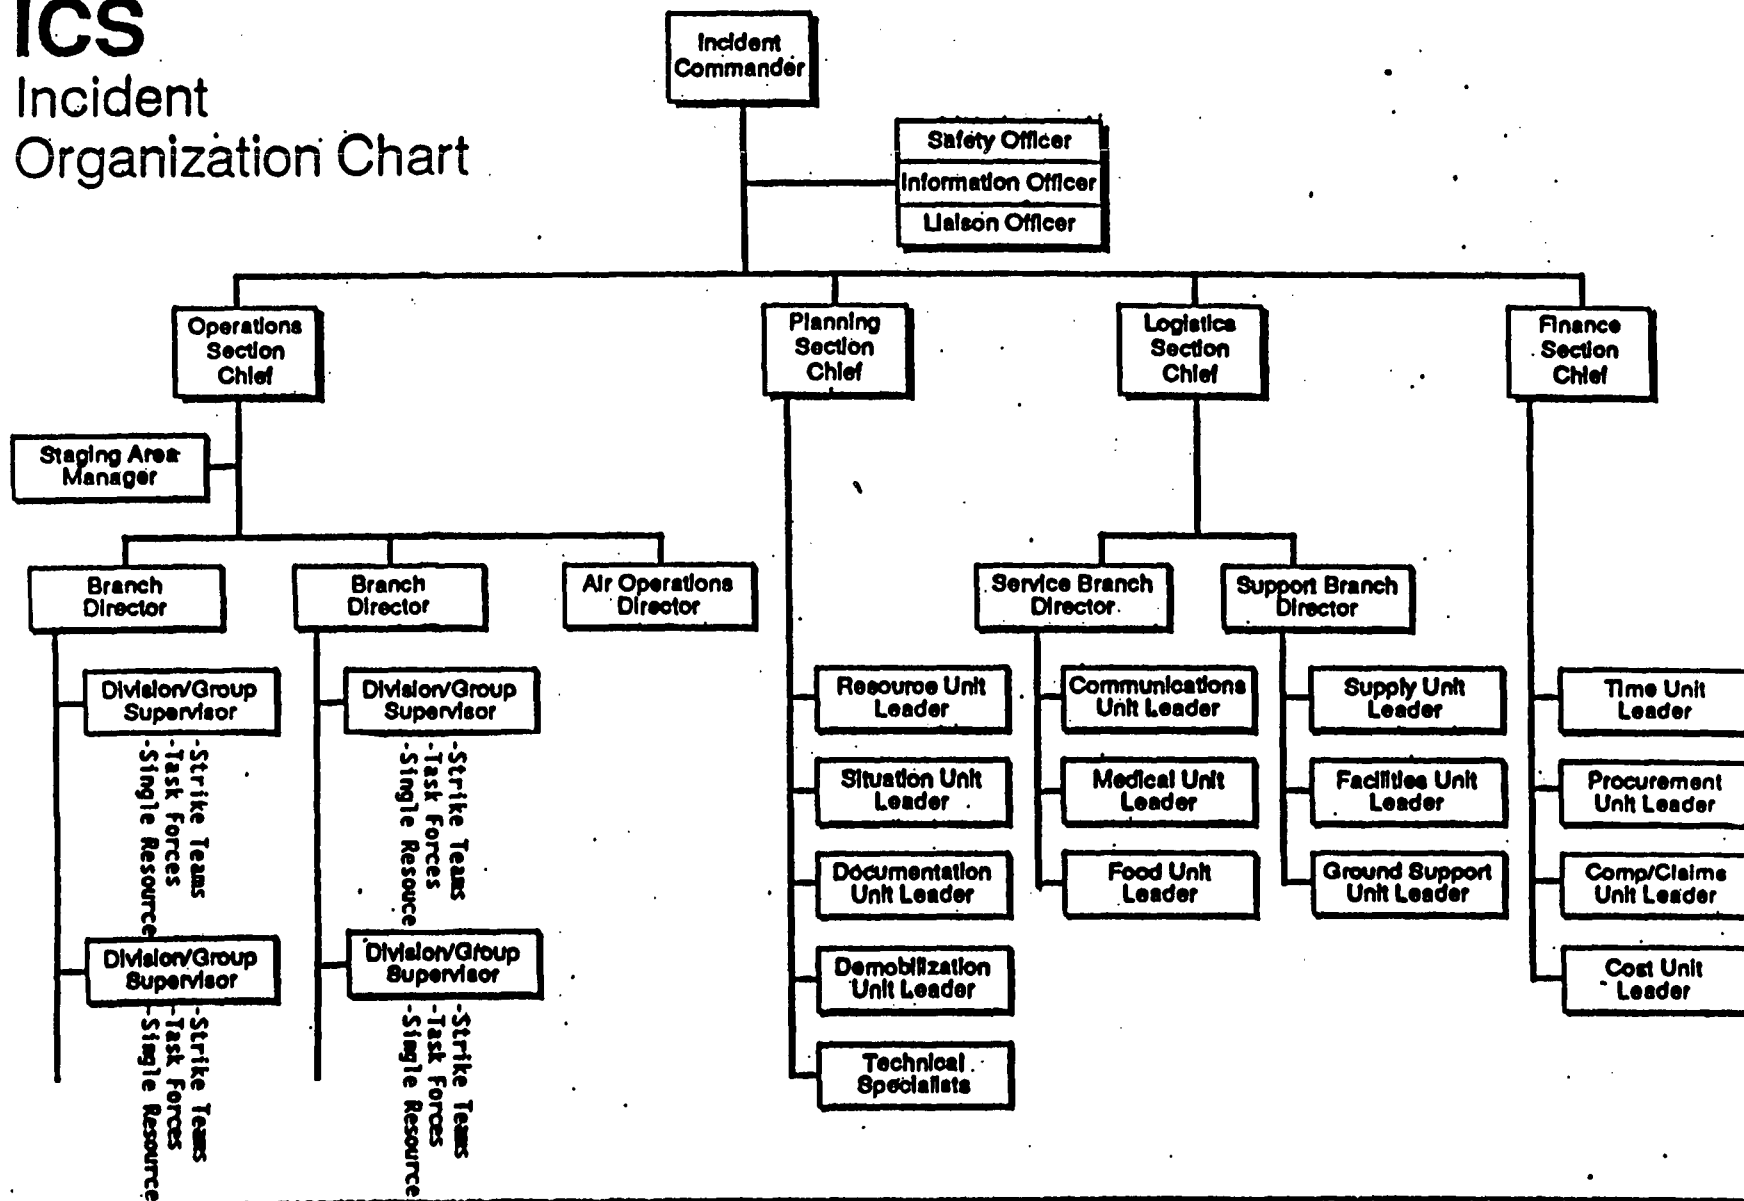 ICS
Incident
Organization Chart
Incident
Commander
Safety Officer
Information Officer
Liaison Officer
Operations
Section
Chief
Planning
Section
Chief
Logistics
Section
Chief
Finance
Section
Chief
Staging Area
Manager
Branch
Director
Branch
Director
Air Operations
Director
Service Branch
Director
Support Branch
Director
Division/Group
Supervisor
-Strike Teams
-Task Forces
-Single Resource
Division/Group
Supervisor
-Strike Teams
-Task Forces
-Single Resource
Division/Group
Supervisor
-Strike Teams
-Task Forces
-Single Resouce
Division/Group
Supervisor
-Strike Teams
-Task Forces
-Single Resource
Resource Unit
Leader
Situation Unit
Leader
Documentation
Unit Leader
Demobilization
Unit Leader
Technical
Specialists
Communications
Unit Leader
Medical Unit
Leader
Food Unit
Leader
Supply Unit
Leader
Facilities Unit
Leader
Ground Support
Unit Leader
Time Unit
Leader
Procurement
Unit Leader
Comp/Claims
Unit Leader
Cost Unit
Leader